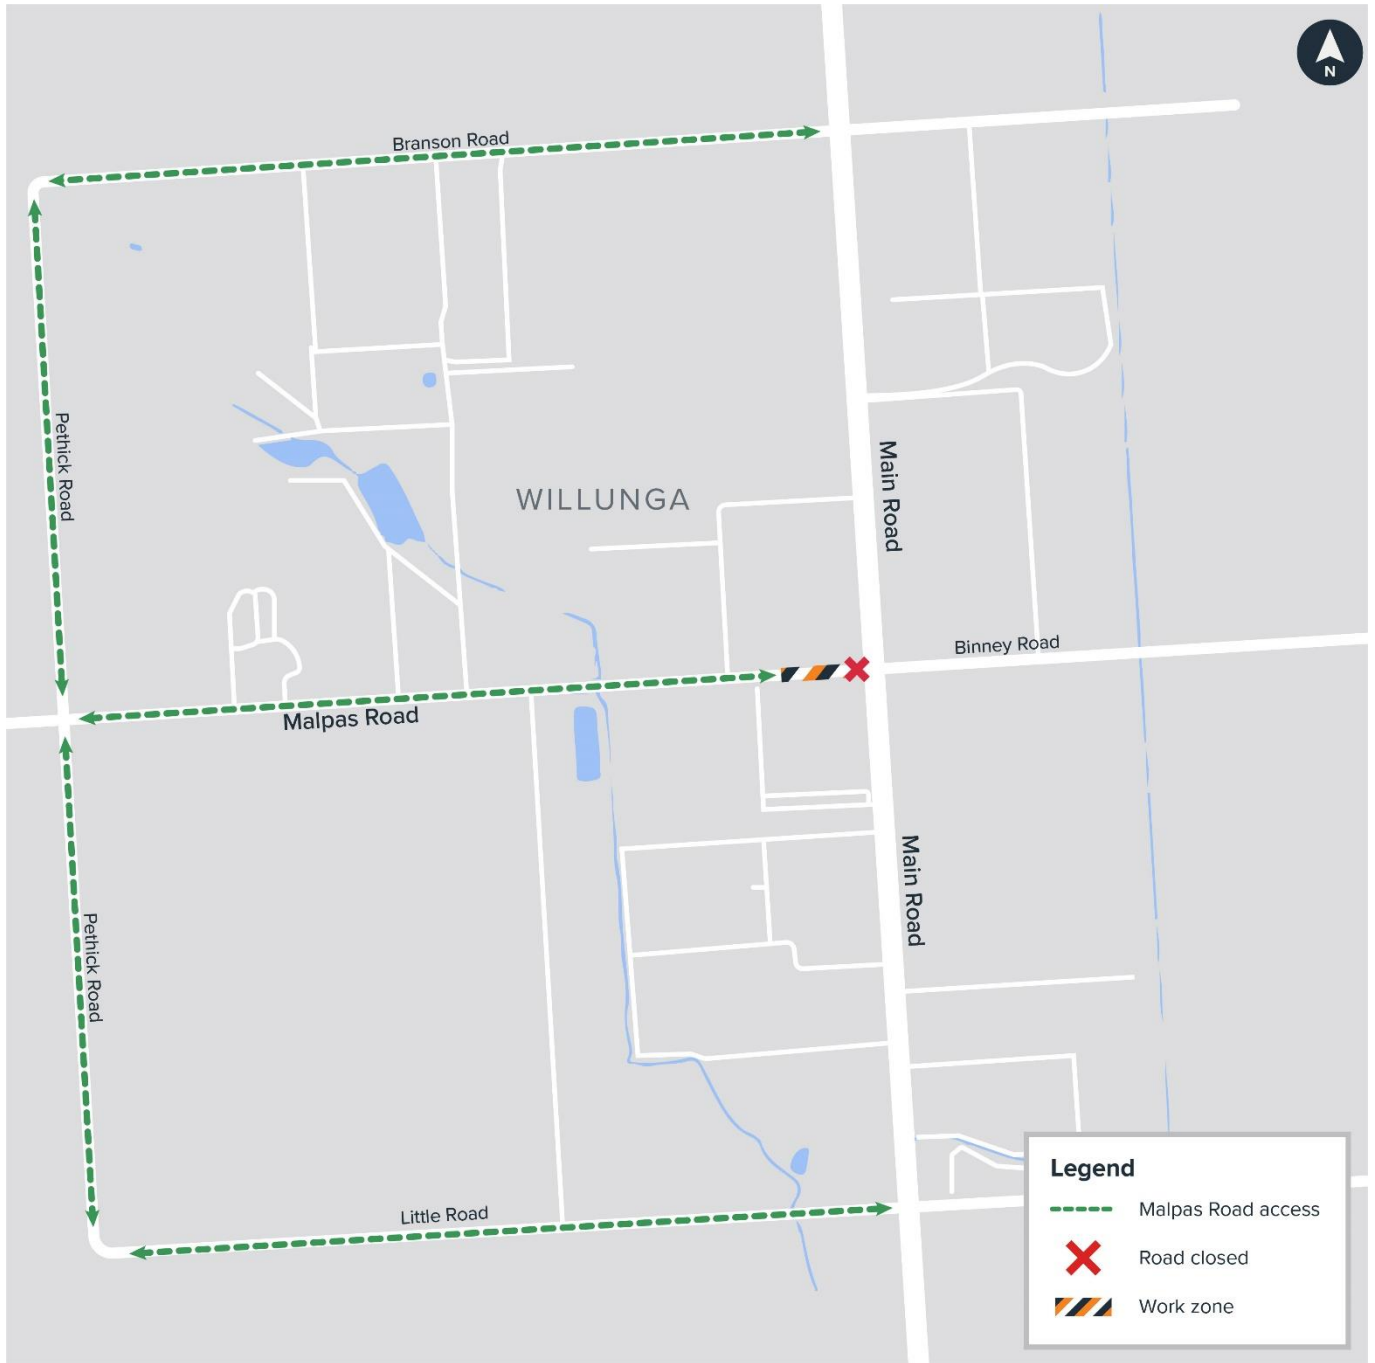 N
Branson Road
Pethick Road
WILLUNGA
Main Road
Binney Road
Malpas Road
Main Road
Pethick Road
Little Road
Legend
Malpas Road access
Road closed
Work zone